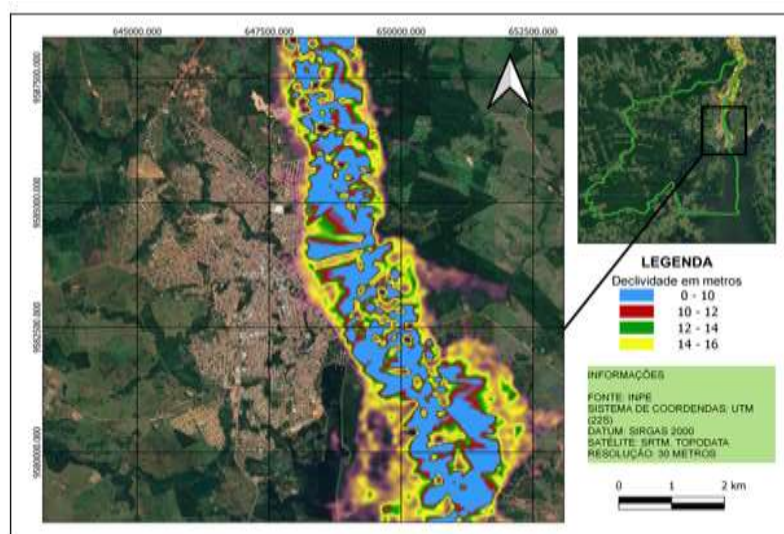 645000.000 647500.000 650000.000 652500.000
9587500.000
9585000.000
9582500.000
9580000.000
LEGENDA
Declividade em metros
0 - 10
10 - 12
12 - 14
14 - 16
INFORMAÇÕES
FONTE: INPE
SISTEMA DE COORDENDAS: UTM
(22S)
DATUM: SIRGAS 2000
SATÉLITE: SRTM. TOPODATA
RESOLUÇÃO: 30 METROS
0 1 2 km